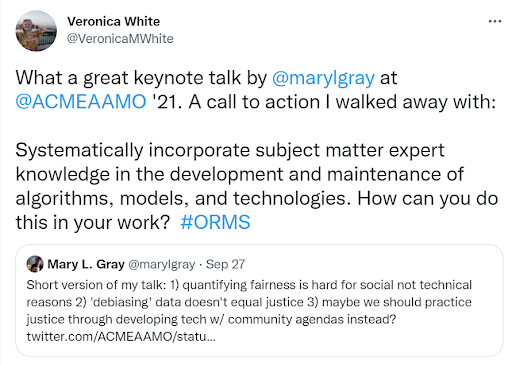 Veronica White
@VeronicaMWhite
What a great keynote talk by @marylgray at
@ACMEAAMO '21. A call to action I walked away with:
Systematically incorporate subject matter expert
knowledge in the development and maintenance of
algorithms, models, and technologies. How can you do
this in your work? #ORMS
Mary L. Gray @marylgray · Sep 27
Short version of my talk: 1) quantifying fairness is hard for social not technical
reasons 2) 'debiasing' data doesn't equal justice 3) maybe we should practice
justice through developing tech w/ community agendas instead?
twitter.com/ACMEAAMO/statu...